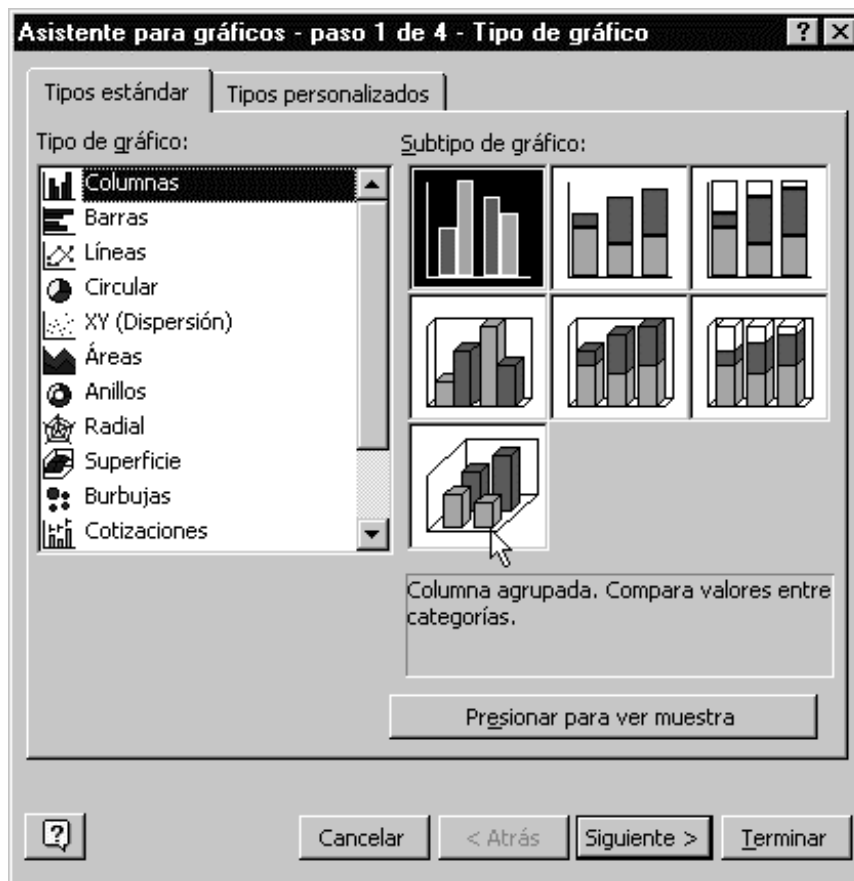 Asistente para gráficos - paso 1 de 4 - Tipo de gráfico
Tipos estándar
Tipos personalizados
Tipo de gráfico:
Columnas
Barras
Líneas
Circular
XY (Dispersión)
Áreas
Anillos
Radial
Superficie
Burbujas
Cotizaciones
Subtipo de gráfico:
Columna agrupada. Compara valores entre
categorías.
Presionar para ver muestra
Cancelar
< Atrás
Siguiente >
Terminar